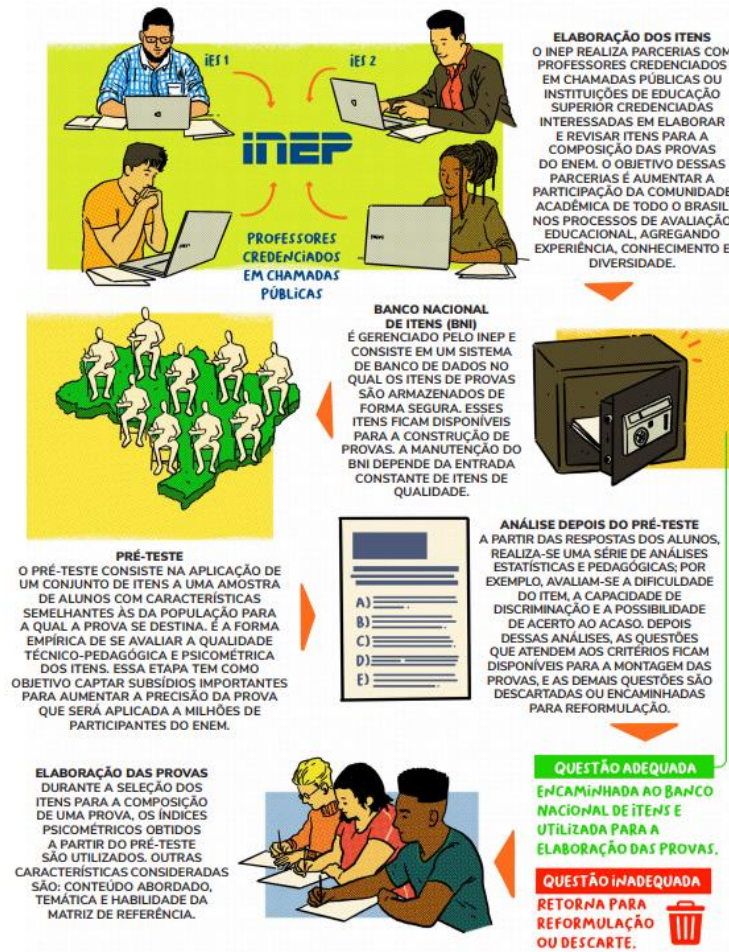 iES 1
iES 2
inep
PROFESSORES
CREDENCIADOS
EM CHAMADAS
PÚBLICAS
ELABORAÇÃO DOS ITENS
O INEP REALIZA PARCERIAS COM
PROFESSORES CREDENCIADOS
EM CHAMADAS PÚBLICAS OU
INSTITUIÇÕES DE EDUCAÇÃO
SUPERIOR CREDENCIADAS
INTERESSADAS EM ELABORAR
E REVISAR ITENS PARA A
COMPOSIÇÃO DAS PROVAS
DO ENEM. O OBJETIVO DESSAS
PARCERIAS É AUMENTAR A
PARTICIPAÇÃO DA COMUNIDADE
ACADÊMICA DE TODO O BRASIL
NOS PROCESSOS DE AVALIAÇÃO
EDUCACIONAL, AGREGANDO
EXPERIÊNCIA, CONHECIMENTO E
DIVERSIDADE.
BANCO NACIONAL
DE ITENS (BNI)
É GERENCIADO PELO INEP E
CONSISTE EM UM SISTEMA
DE BANCO DE DADOS NO
QUAL OS ITENS DE PROVAS
SÃO ARMAZENADOS DE
FORMA SEGURA. ESSES
ITENS FICAM DISPONÍVEIS
PARA A CONSTRUÇÃO DE
PROVAS. A MANUTENÇÃO DO
BNI DEPENDE DA ENTRADA
CONSTANTE DE ITENS DE
QUALIDADE.
PRÉ-TESTE
O PRÉ-TESTE CONSISTE NA APLICAÇÃO DE
UM CONJUNTO DE ITENS A UMA AMOSTRA
DE ALUNOS COM CARACTERÍSTICAS
SEMELHANTES ÀS DA POPULAÇÃO PARA
A QUAL A PROVA SE DESTINA. É A FORMA
EMPÍRICA DE SE AVALIAR A QUALIDADE
TÉCNICO-PEDAGÓGICA E PSICOMÉTRICA
DOS ITENS. ESSA ETAPA TEM COMO
OBJETIVO CAPTAR SUBSÍDIOS IMPORTANTES
PARA AUMENTAR A PRECISÃO DA PROVA
QUE SERÁ APLICADA A MILHÕES DE
PARTICIPANTES DO ENEM.
A)
B)
C)
D)
E)
ANÁLISE DEPOIS DO PRÉ-TESTE
A PARTIR DAS RESPOSTAS DOS ALUNOS,
REALIZA-SE UMA SÉRIE DE ANÁLISES
ESTATÍSTICAS E PEDAGÓGICAS; POR
EXEMPLO, AVALIAM-SE A DIFICULDADE
DO ITEM, A CAPACIDADE DE
DISCRIMINAÇÃO E A POSSIBILIDADE
DE ACERTO AO ACASO. DEPOIS
DESSAS ANÁLISES, AS QUESTÕES
QUE ATENDEM AOS CRITÉRIOS FICAM
DISPONÍVEIS PARA A MONTAGEM DAS
PROVAS, E AS DEMAIS QUESTÕES SÃO
DESCARTADAS OU ENCAMINHADAS
PARA REFORMULAÇÃO.
ELABORAÇÃO DAS PROVAS
DURANTE A SELEÇÃO DOS
ITENS PARA A COMPOSIÇÃO
DE UMA PROVA, OS ÍNDICES
PSICOMÉTRICOS OBTIDOS
A PARTIR DO PRÉ-TESTE
SÃO UTILIZADOS. OUTRAS
CARACTERÍSTICAS CONSIDERADAS
SÃO: CONTEÚDO ABORDADO,
TEMÁTICA E HABILIDADE DA
MATRIZ DE REFERÊNCIA.
QUESTÃO ADEQUADA
ENCAMINHADA AO BANCO
NACIONAL DE iTENS E
UTiLiZADA PARA A
ELABORAÇÃO DAS PROVAS.
QUESTÃO iNADEQUADA
RETORNA PARA
REFORMULAÇÃO
OU DESCARTE.